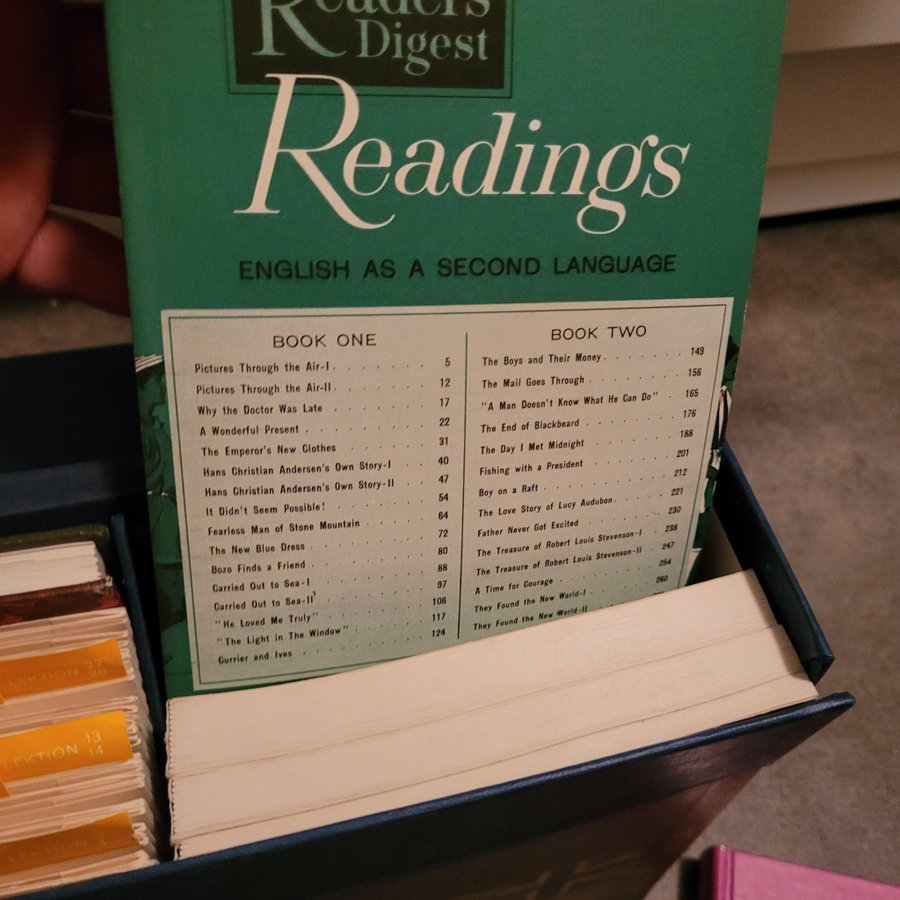 Readers
Digest
Readings
ENGLISH AS A SECOND LANGUAGE
BOOK ONE
Pictures Through the Air-I . . . . . . . 5
Pictures Through the Air-II . . . . . . . 12
Why the Doctor Was Late . . . . . . . 17
A Wonderful Present . . . . . . . 22
The Emperor's New Clothes . . . . . . . 31
Hans Christian Andersen's Own Story-I . . . 40
Hans Christian Andersen's Own Story-II . . . 47
It Didn't Seem Possible! . . . . . . . 54
Fearless Man of Stone Mountain . . . . . 64
The New Blue Dress . . . . . . . 72
Bozo Finds a Friend . . . . . . . 80
Carried Out to Sea-I . . . . . . . 88
Carried Out to Sea-II . . . . . . . 97
"He Loved Me Truly" . . . . . . . 106
"The Light in The Window" . . . . . . . 117
Currier and Ives . . . . . . . 124
BOOK TWO
The Boys and Their Money . . . . . . . 149
The Mail Goes Through . . . . . . . 156
"A Man Doesn't Know What He Can Do" . 165
The End of Blackbeard . . . . . . . 176
The Day I Met Midnight . . . . . . . 188
Fishing with a President . . . . . . . 201
Boy on a Raft . . . . . . . 212
The Love Story of Lucy Audubon . . . . . 221
Father Never Got Excited . . . . . . . 230
The Treasure of Robert Louis Stevenson-I . . 238
The Treasure of Robert Louis Stevenson-II . . 247
A Time for Courage . . . . . . . 254
They Found the New World-I . . . . . 260
They Found the New World-II
LEKTION 27
LEKTION 13
14
LEKTION